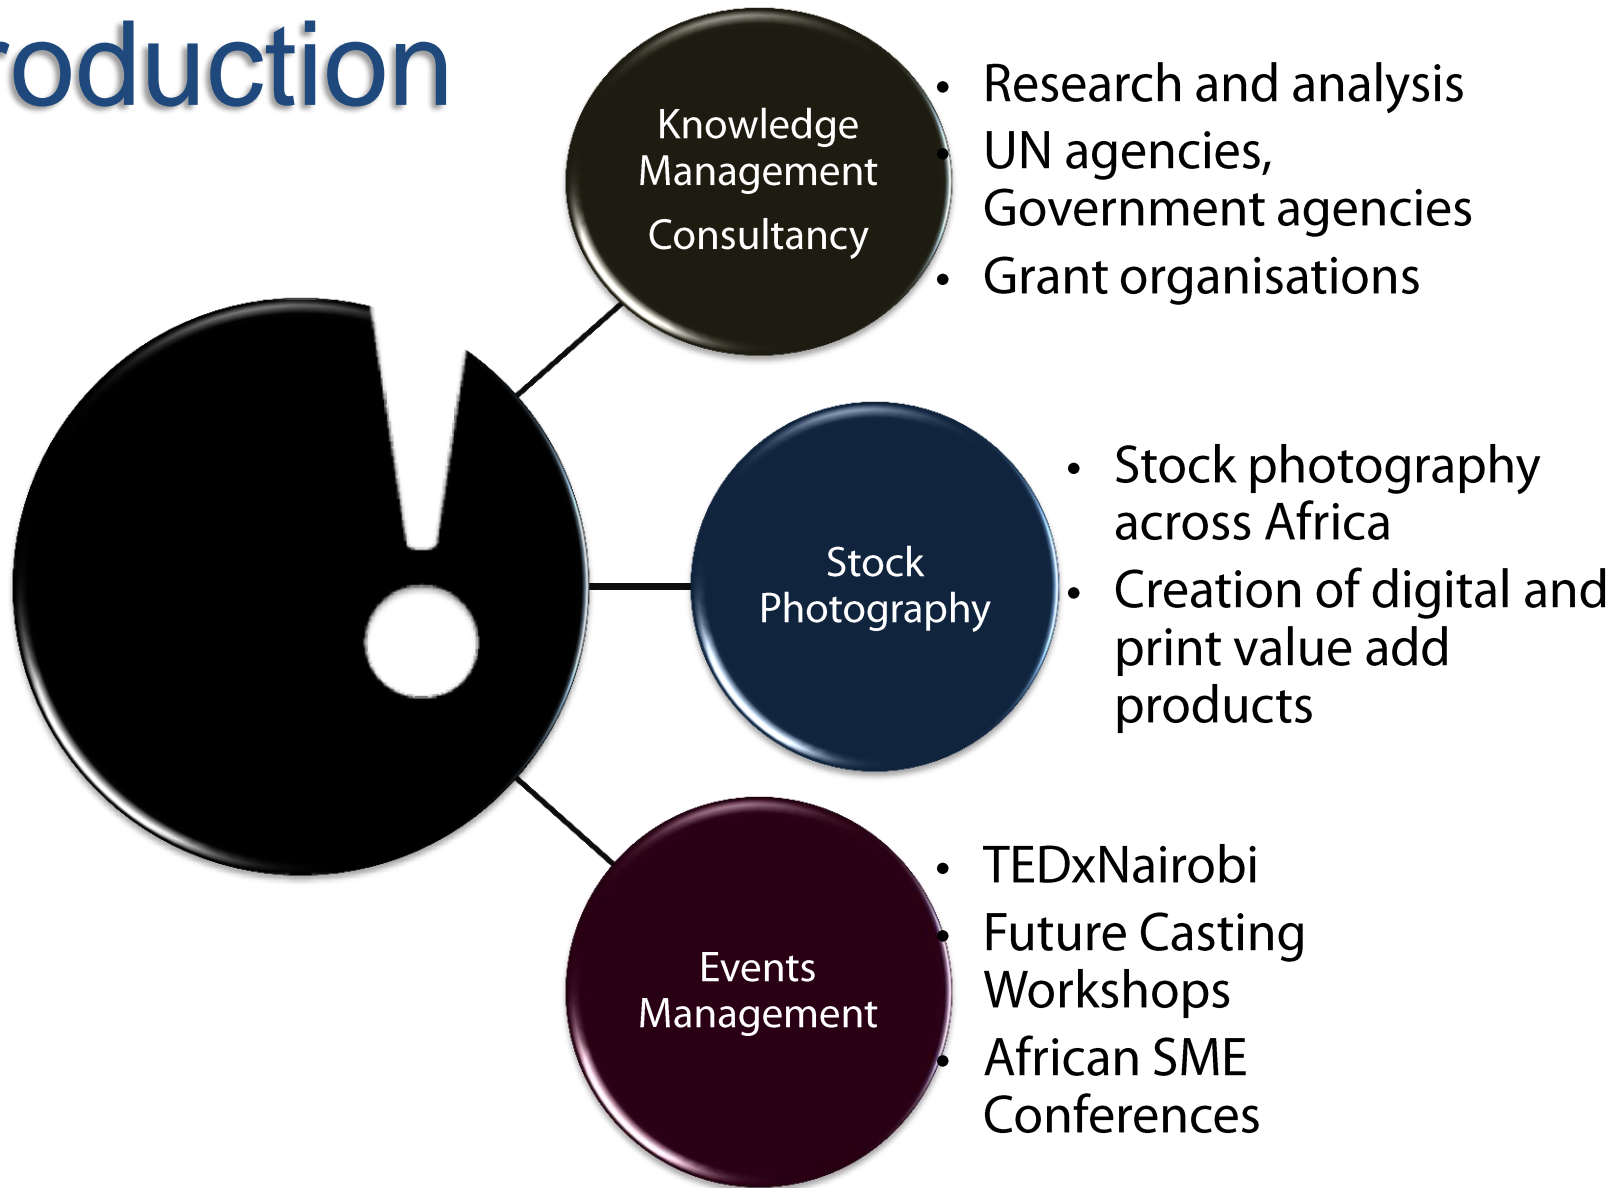 roduction
Knowledge
Management
Consultancy
• Research and analysis
• UN agencies,
Government agencies
• Grant organisations
Stock
Photography
• Stock photography
across Africa
• Creation of digital and
print value add
products
Events
Management
• TEDxNairobi
• Future Casting
Workshops
• African SME
Conferences